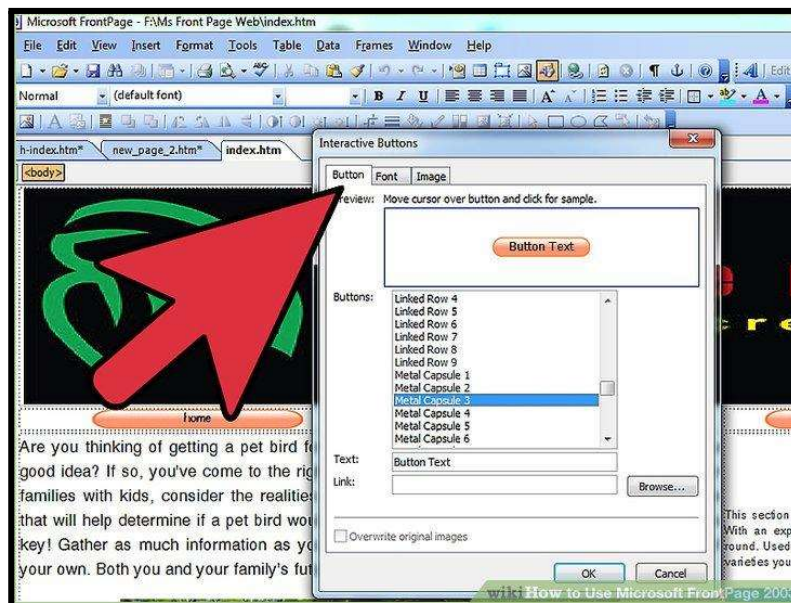 Microsoft FrontPage - F:\Ms Front Page Web\index.htm
File Edit View Insert Format Tools Table Data Frames Window Help
Edit
Normal (default font) B I U A A A
h-index.htm* new_page_2.htm* index.htm
<body>
Interactive Buttons
Button Font Image
Preview: Move cursor over button and click for sample.
Button Text
Buttons:
Linked Row 4
Linked Row 5
Linked Row 6
Linked Row 7
Linked Row 8
Linked Row 9
Metal Capsule 1
Metal Capsule 2
Metal Capsule 3
Metal Capsule 4
Metal Capsule 5
Metal Capsule 6
Text: Button Text
Link: Browse...
Overwrite original images
OK Cancel
home
Are you thinking of getting a pet bird f
good idea? If so, you've come to the rig
families with kids, consider the realitie
that will help determine if a pet bird wou
key! Gather as much information as yo
your own. Both you and your family's fut
e
cre
This section
With an exp
round. Used
varieties you
wikiHow to Use Microsoft FrontPage 2003